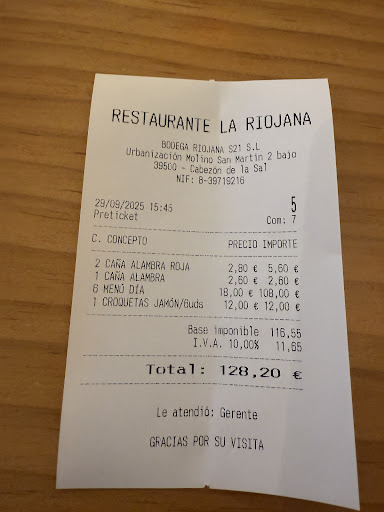 RESTAURANTE LA RIOJANA
BODEGA RIOJANA S21 S.L
Urbanización Molino San Martin 2 bajo
39500 - Cabezón de la Sal
NIF: B-39719216
29/09/2025 15:45 5
Preticket Com: 7
C. CONCEPTO PRECIO IMPORTE
2 CAÑA ALAMBRA ROJA 2,80 € 5,60 €
1 CAÑA ALAMBRA 2,60 € 2,60 €
6 MENÚ DÍA 18,00 € 108,00 €
1 CROQUETAS JAMÓN/6uds 12,00 € 12,00 €
Base imponible 116,55
I.V.A. 10,00% 11,65
Total: 128,20 €
Le atendió: Gerente
GRACIAS POR SU VISITA